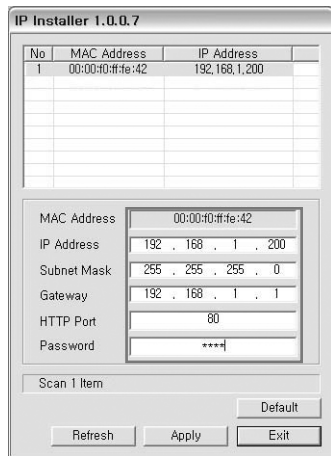 IP Installer 1.0.0.7
No MAC Address IP Address
1 00:00:f0:ff:fe:42 192,168,1,200
MAC Address 00:00:f0:ff:fe:42
IP Address 192 . 168 . 1 . 200
Subnet Mask 255 . 255 . 255 . 0
Gateway 192 . 168 . 1 . 1
HTTP Port 80
Password ****
Scan 1 Item
Default
Refresh Apply Exit